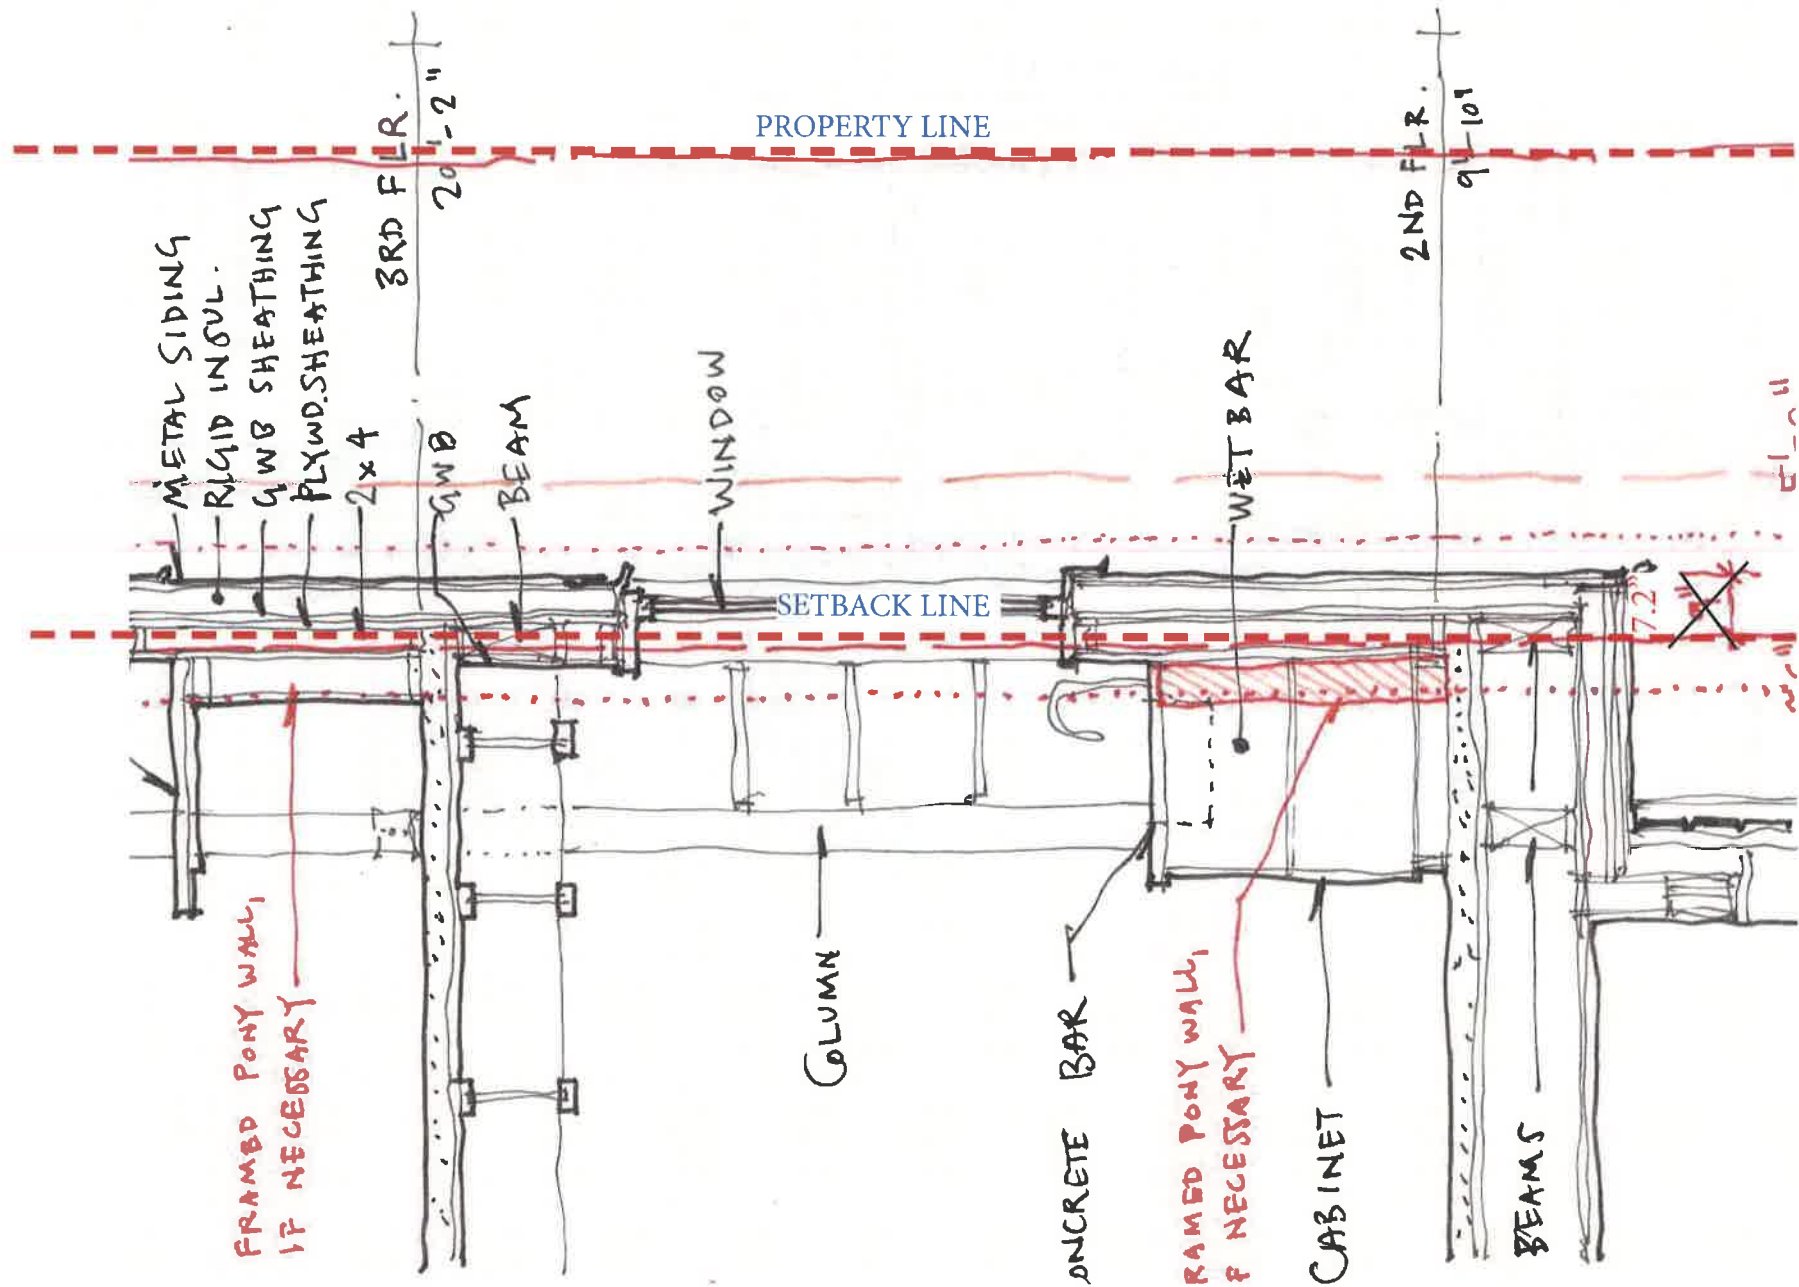 PROPERTY LINE
SETBACK LINE
METAL SIDING
RIGID INSUL.
GWB SHEATHING
PLYWD. SHEATHING
2x4
3RD FLR.
20'-2"
GWB
BEAM
WINDOW
WETBAR
2ND FLR.
9'-10"
7.2"
FRAMED PONY WALL,
IF NECESSARY
COLUMN
ONCRETE BAR
RAMED PONY WALL,
F NECESSARY
CABINET
BEAMS